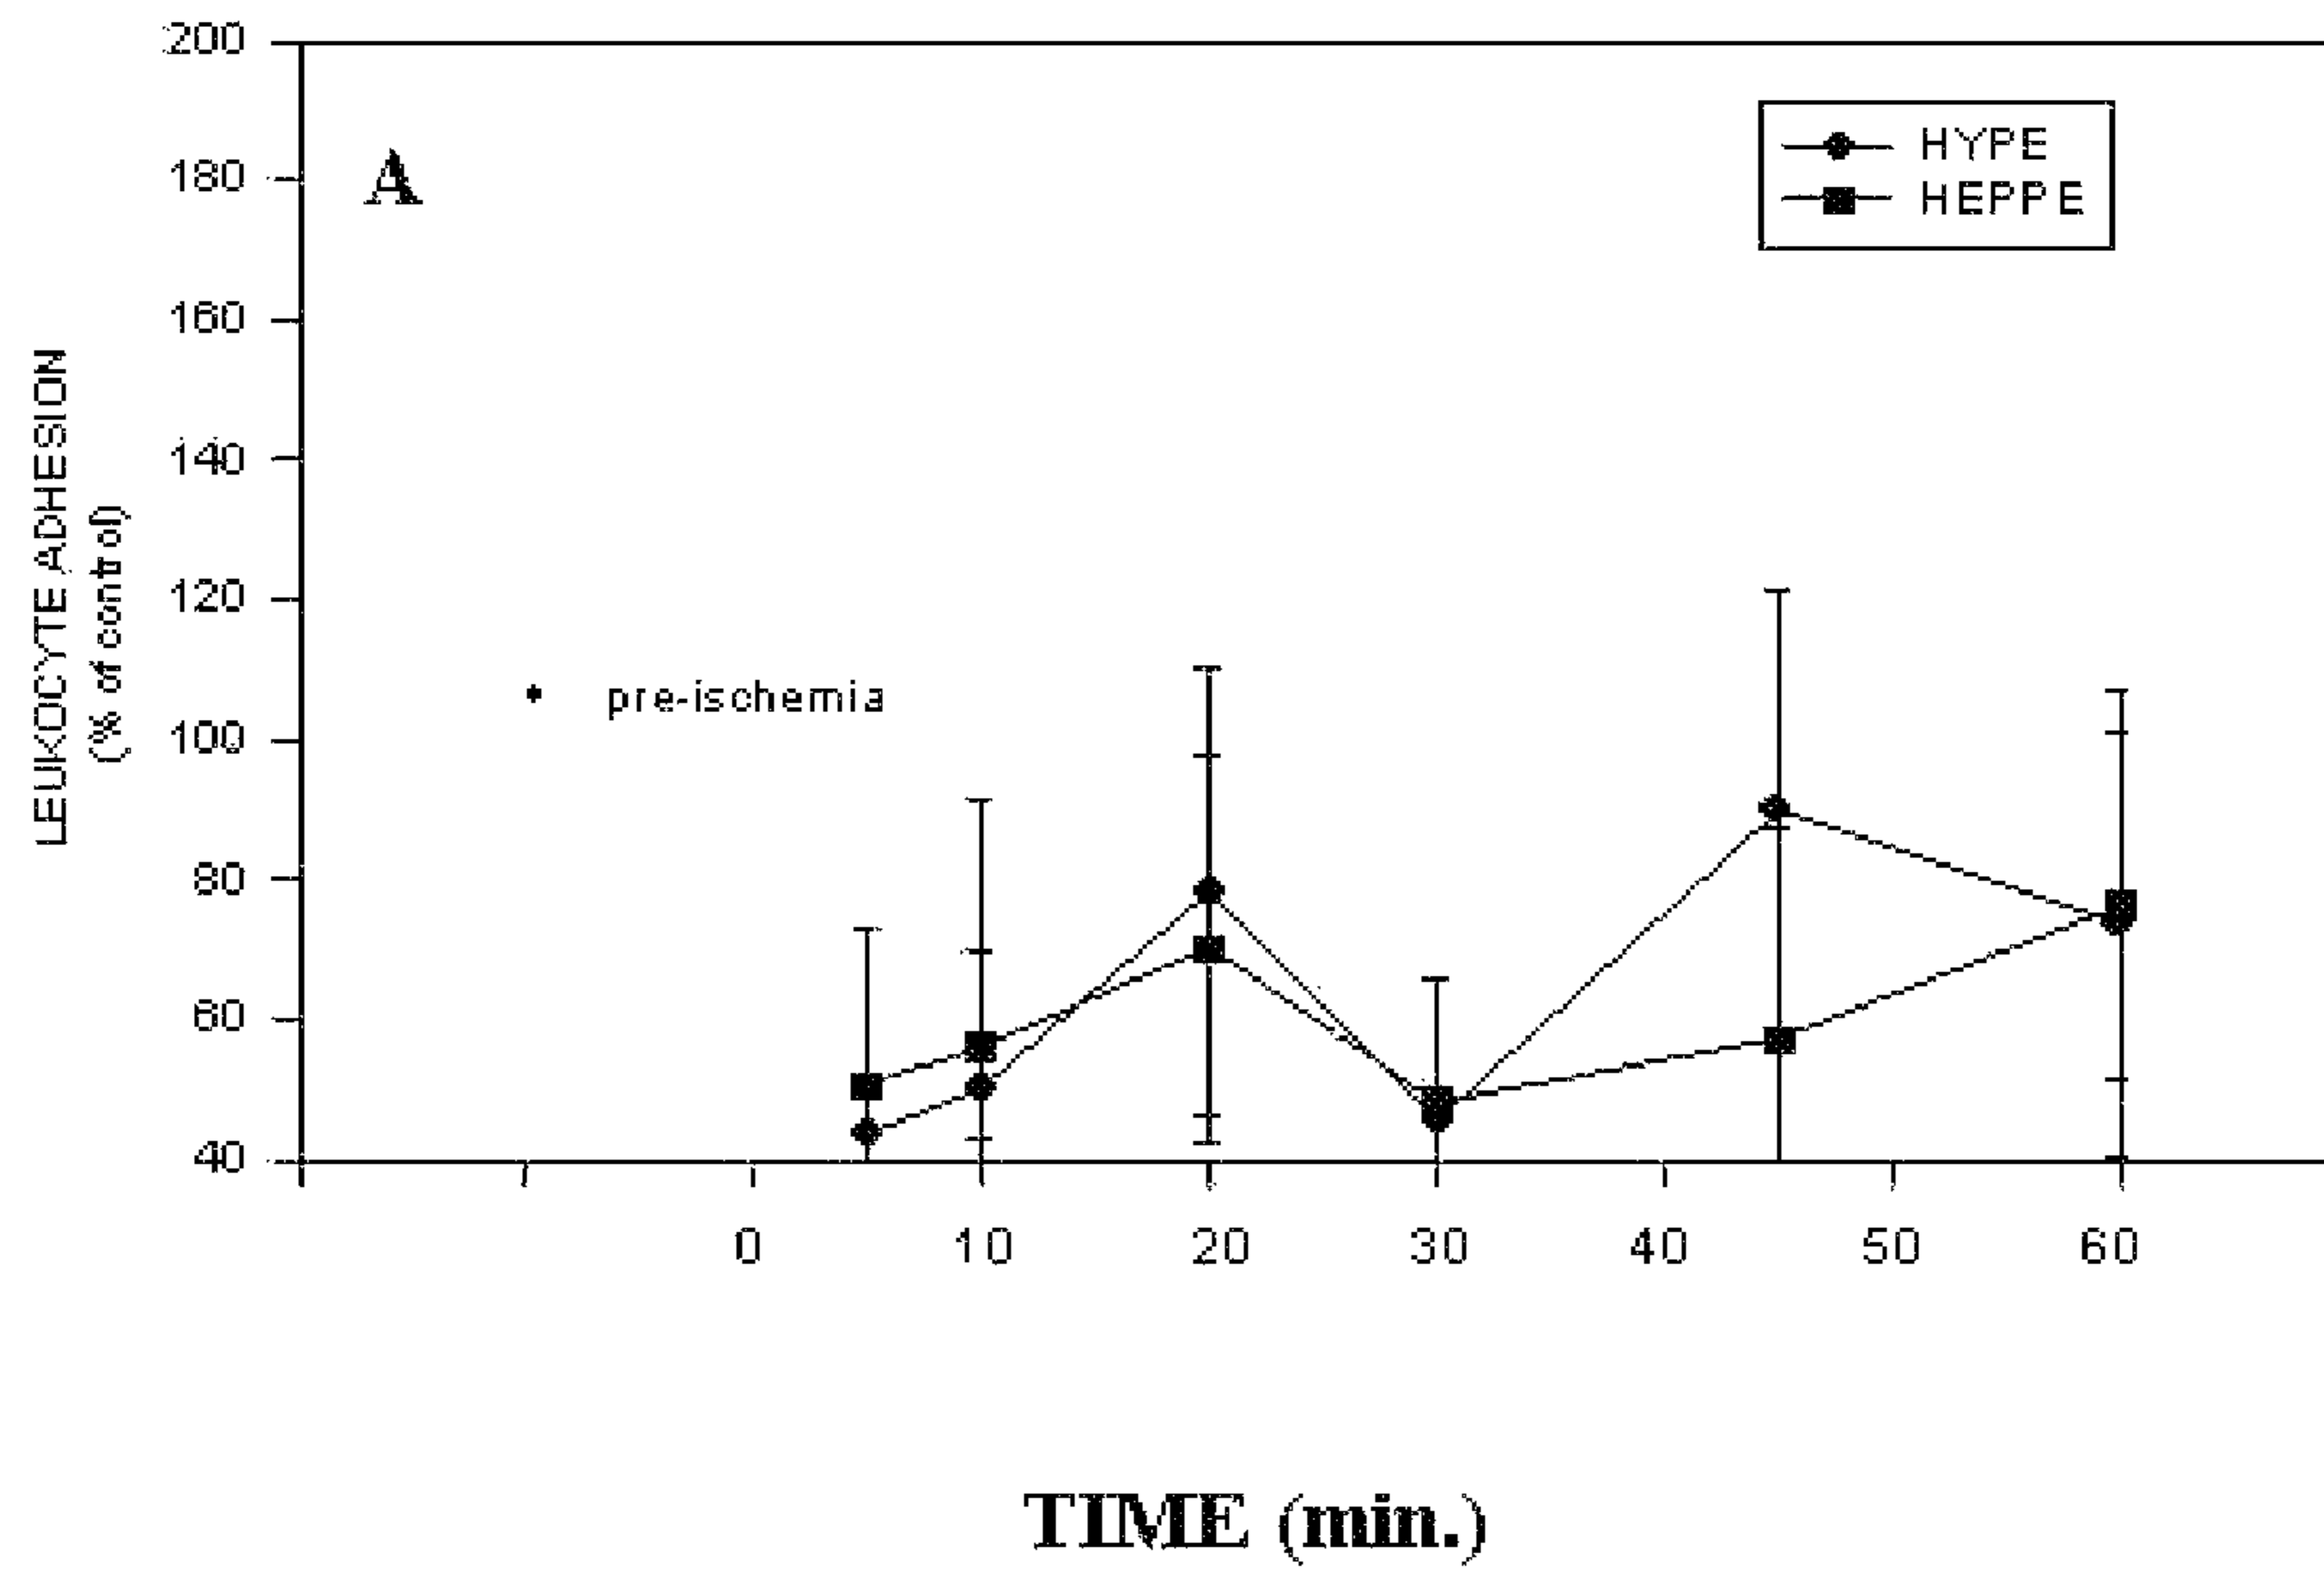 200
A
HYPE
HEPPE
180
160
140
120
100
80
60
40
LEUKOCYTE ADHESION
(% of control)
pre-ischemia
0 10 20 30 40 50 60
TIME (min.)